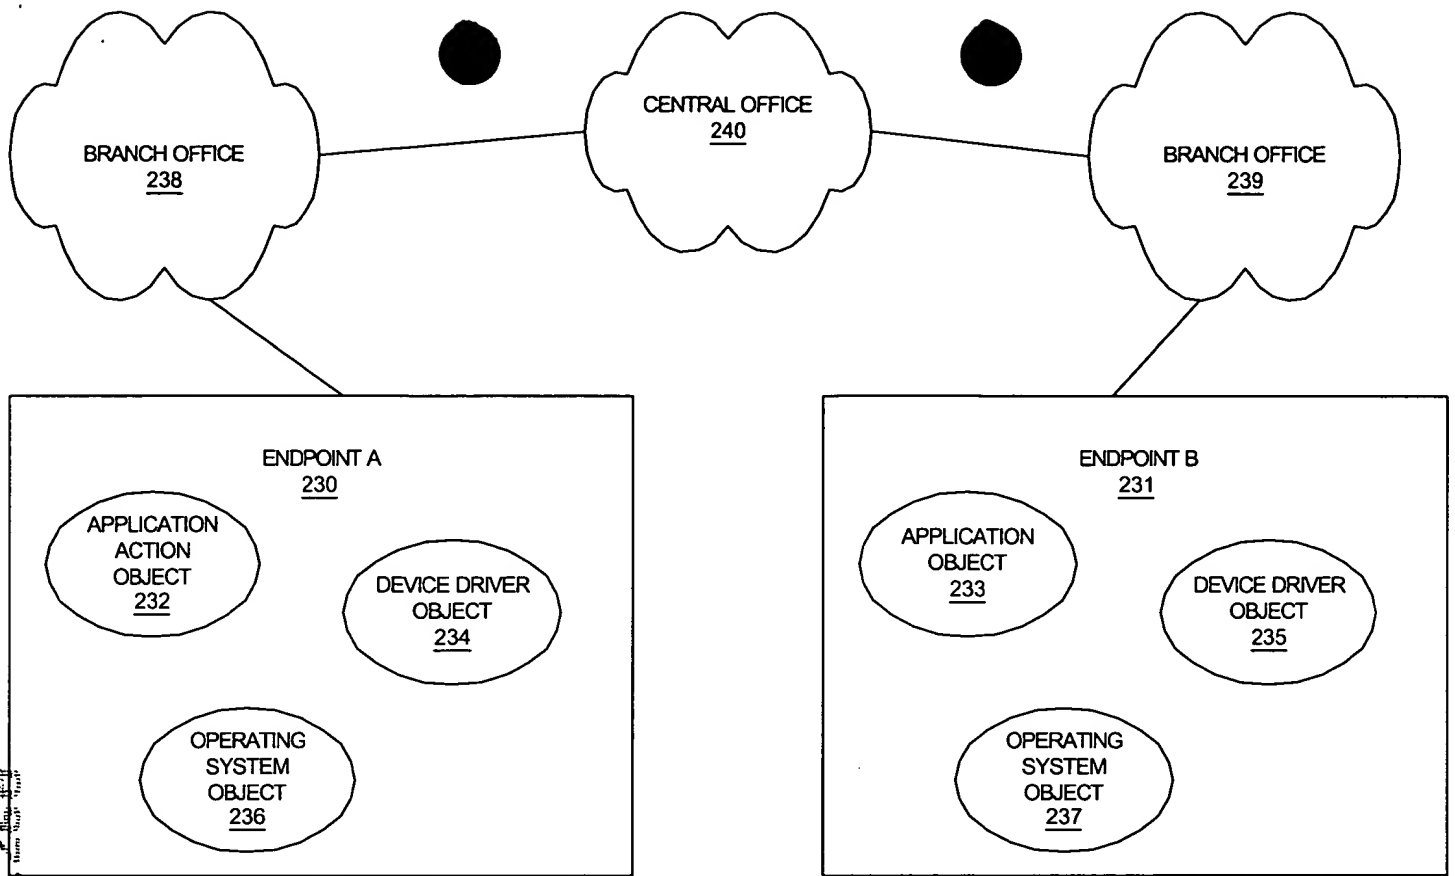 BRANCH OFFICE
238
CENTRAL OFFICE
240
BRANCH OFFICE
239
ENDPOINT A
230
APPLICATION
ACTION
OBJECT
232
DEVICE DRIVER
OBJECT
234
OPERATING
SYSTEM
OBJECT
236
ENDPOINT B
231
APPLICATION
OBJECT
233
DEVICE DRIVER
OBJECT
235
OPERATING
SYSTEM
OBJECT
237